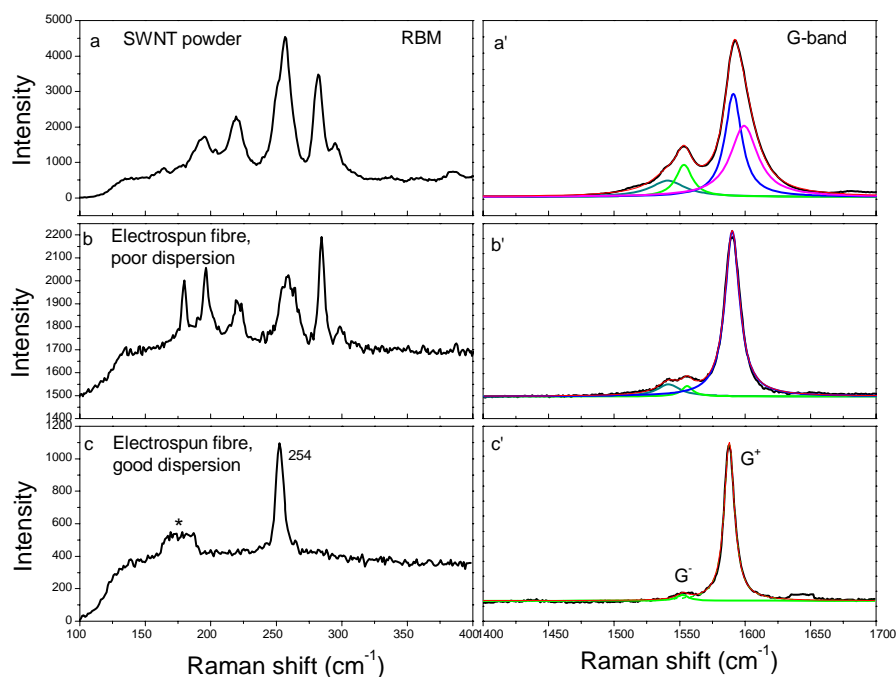 a SWNT powder RBM
5000
4000
3000
2000
1000
0
Intensity
a' G-band
b Electrospun fibre,
poor dispersion
2200
2100
2000
1900
1800
1700
1600
1500
1400
Intensity
b'
c Electrospun fibre,
good dispersion
1200
1000
800
600
400
200
0
Intensity
254
*
c'
G+
G-
100 150 200 250 300 350 400
Raman shift (cm-1)
1400 1450 1500 1550 1600 1650 1700
Raman shift (cm-1)